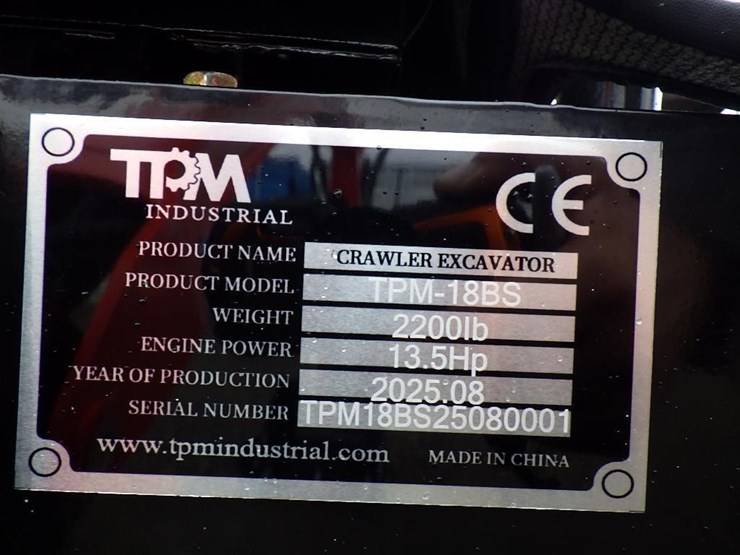 TPM
INDUSTRIAL
CE
PRODUCT NAME CRAWLER EXCAVATOR
PRODUCT MODEL TPM-18BS
WEIGHT 2200lb
ENGINE POWER 13.5Hp
YEAR OF PRODUCTION 2025.08
SERIAL NUMBER TPM18BS25080001
www.tpmindustrial.com MADE IN CHINA